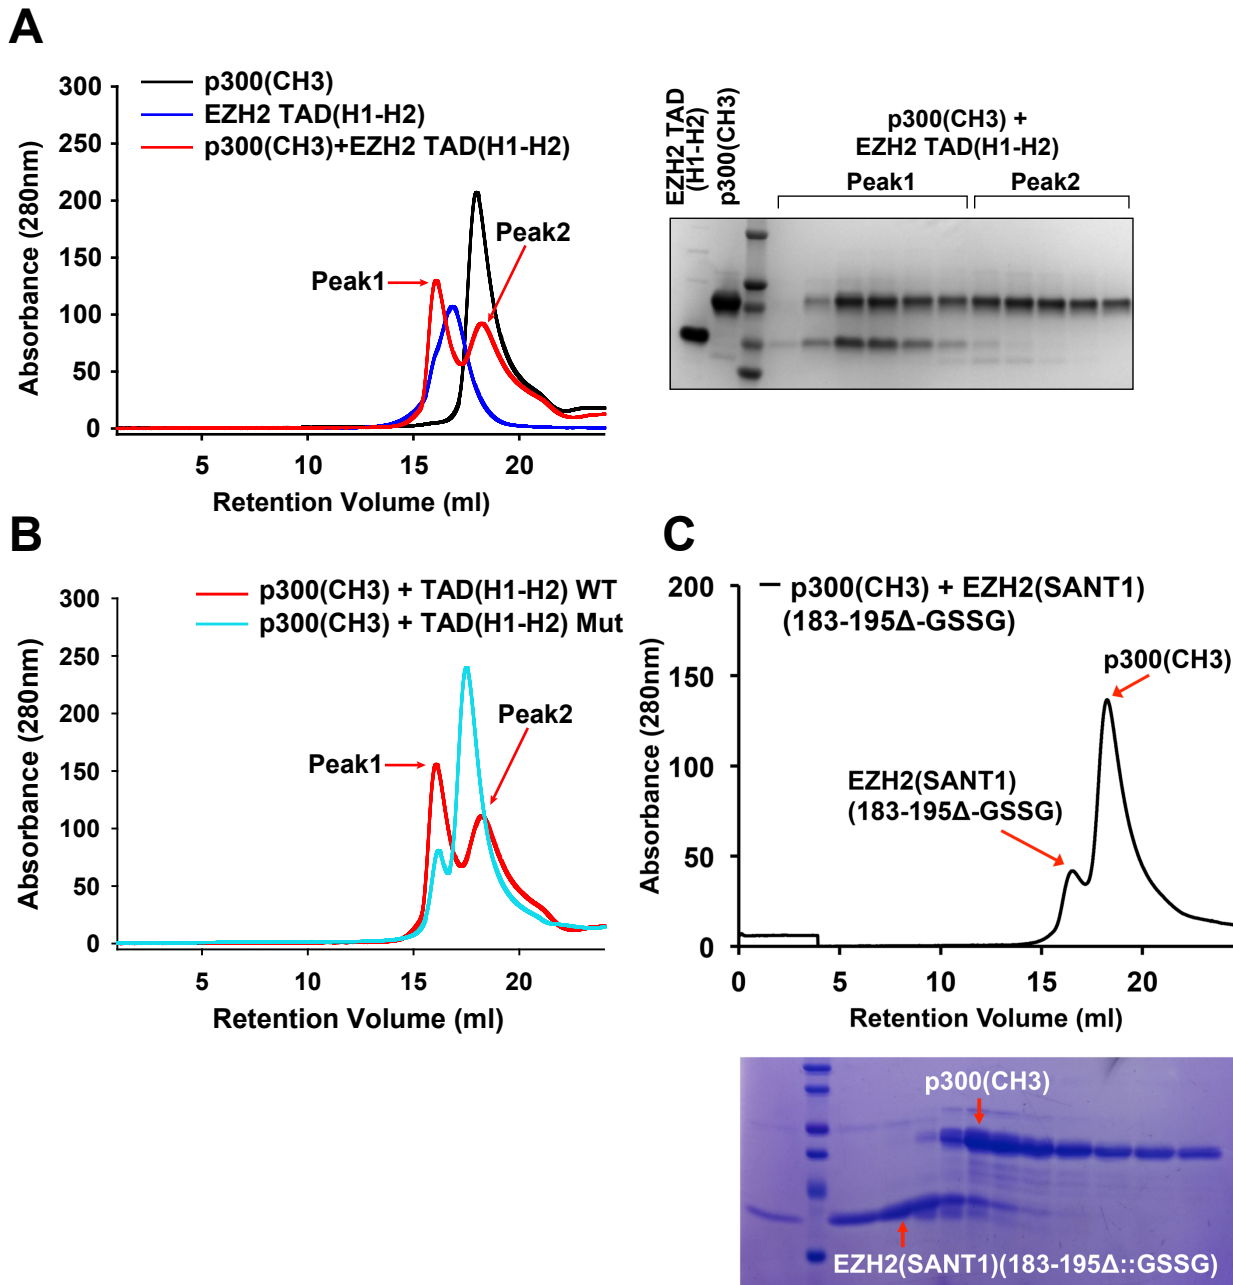 A
p300(CH3)
EZH2 TAD(H1-H2)
p300(CH3)+EZH2 TAD(H1-H2)
300
250
200
150
100
50
0
Absorbance (280nm)
Peak1
Peak2
5
15
20
Retention Volume (ml)
EZH2 TAD
(H1-H2)
p300(CH3)
p300(CH3) +
EZH2 TAD(H1-H2)
Peak1
Peak2
B
p300(CH3) + TAD(H1-H2) WT
p300(CH3) + TAD(H1-H2) Mut
300
250
200
150
100
50
0
Absorbance (280nm)
Peak1
Peak2
5
15
20
Retention Volume (ml)
C
p300(CH3) + EZH2(SANT1)
(183-195Δ-GSSG)
200
150
100
50
0
Absorbance (280nm)
p300(CH3)
EZH2(SANT1)
(183-195Δ-GSSG)
0
5
10
15
20
Retention Volume (ml)
p300(CH3)
EZH2(SANT1)(183-195Δ::GSSG)